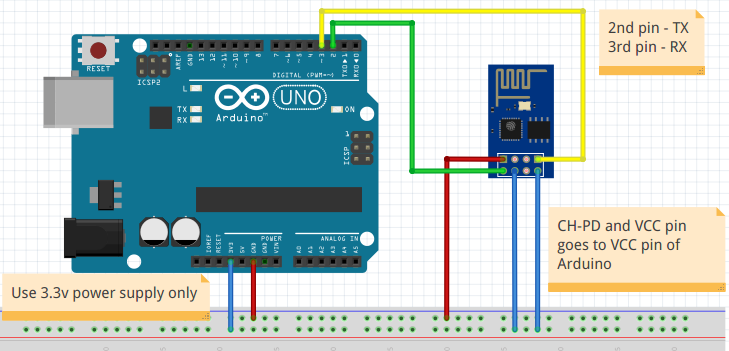 2nd pin - TX
3rd pin - RX
RESET
ICSP2
AREF
GND
13
12
~11
~10
~9
8
7
~6
~5
4
~3
2
TXD▶1
RXD◀0
DIGITAL (PWM=~)
L
TX
RX
UNO
Arduino
ON
1
ICSP
IOREF
RESET
3V3
5V
GND
GND
VIN
POWER
ANALOG IN
A0
A1
A2
A3
A4
A5
CH-PD and VCC pin
goes to VCC pin of
Arduino
Use 3.3v power supply only